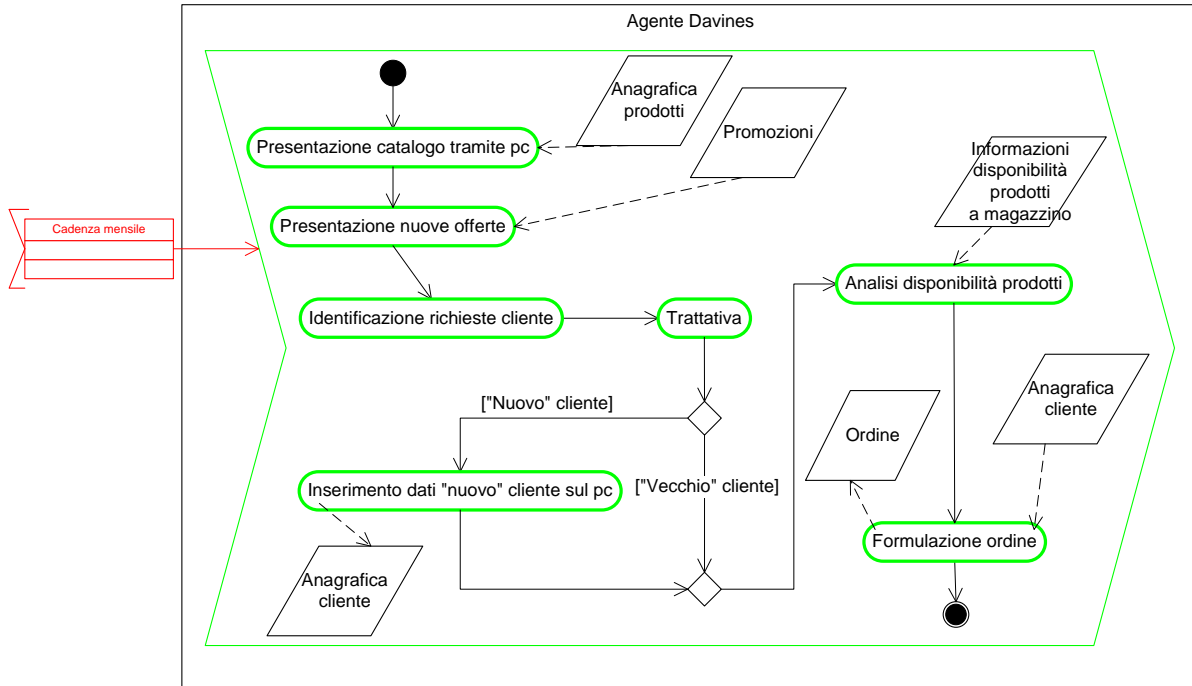 Agente Davines
Anagrafica
prodotti
Promozioni
Presentazione catalogo tramite pc
Informazioni
disponibilità
prodotti
a magazzino
Presentazione nuove offerte
Cadenza mensile
Analisi disponibilità prodotti
Identificazione richieste cliente
Trattativa
["Nuovo" cliente]
Anagrafica
cliente
Ordine
["Vecchio" cliente]
Inserimento dati "nuovo" cliente sul pc
Formulazione ordine
Anagrafica
cliente